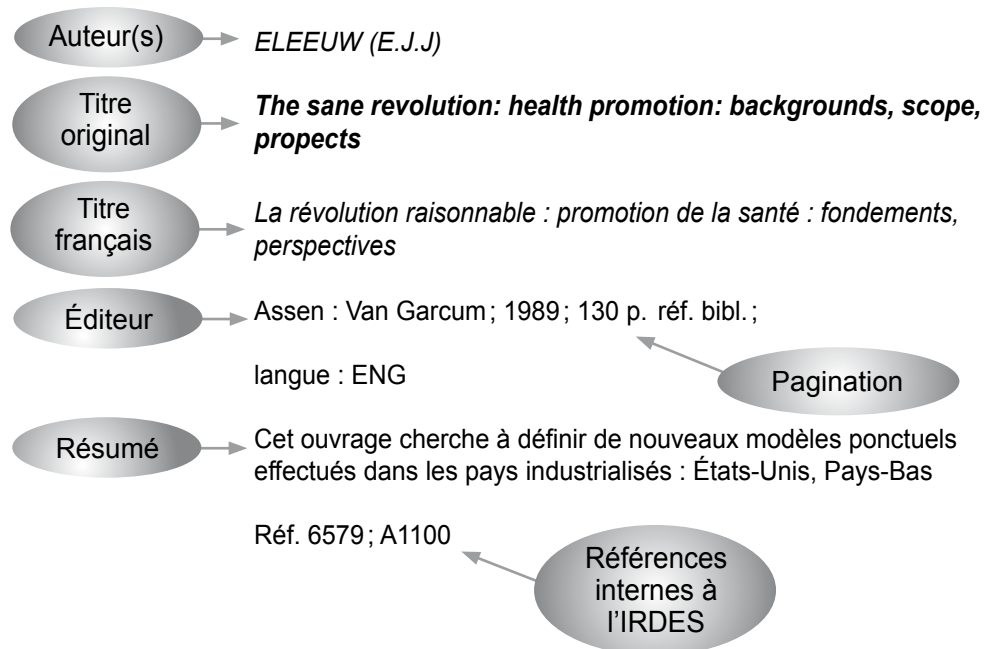 Auteur(s)
ELEEUW (E.J.J)
Titre
original
The sane revolution: health promotion: backgrounds, scope,
propects
Titre
français
La révolution raisonnable : promotion de la santé : fondements,
perspectives
Éditeur
Assen : Van Garcum ; 1989 ; 130 p. réf. bibl. ;
langue : ENG
Pagination
Résumé
Cet ouvrage cherche à définir de nouveaux modèles ponctuels
effectués dans les pays industrialisés : États-Unis, Pays-Bas
Réf. 6579 ; A1100
Références
internes à
l'IRDES